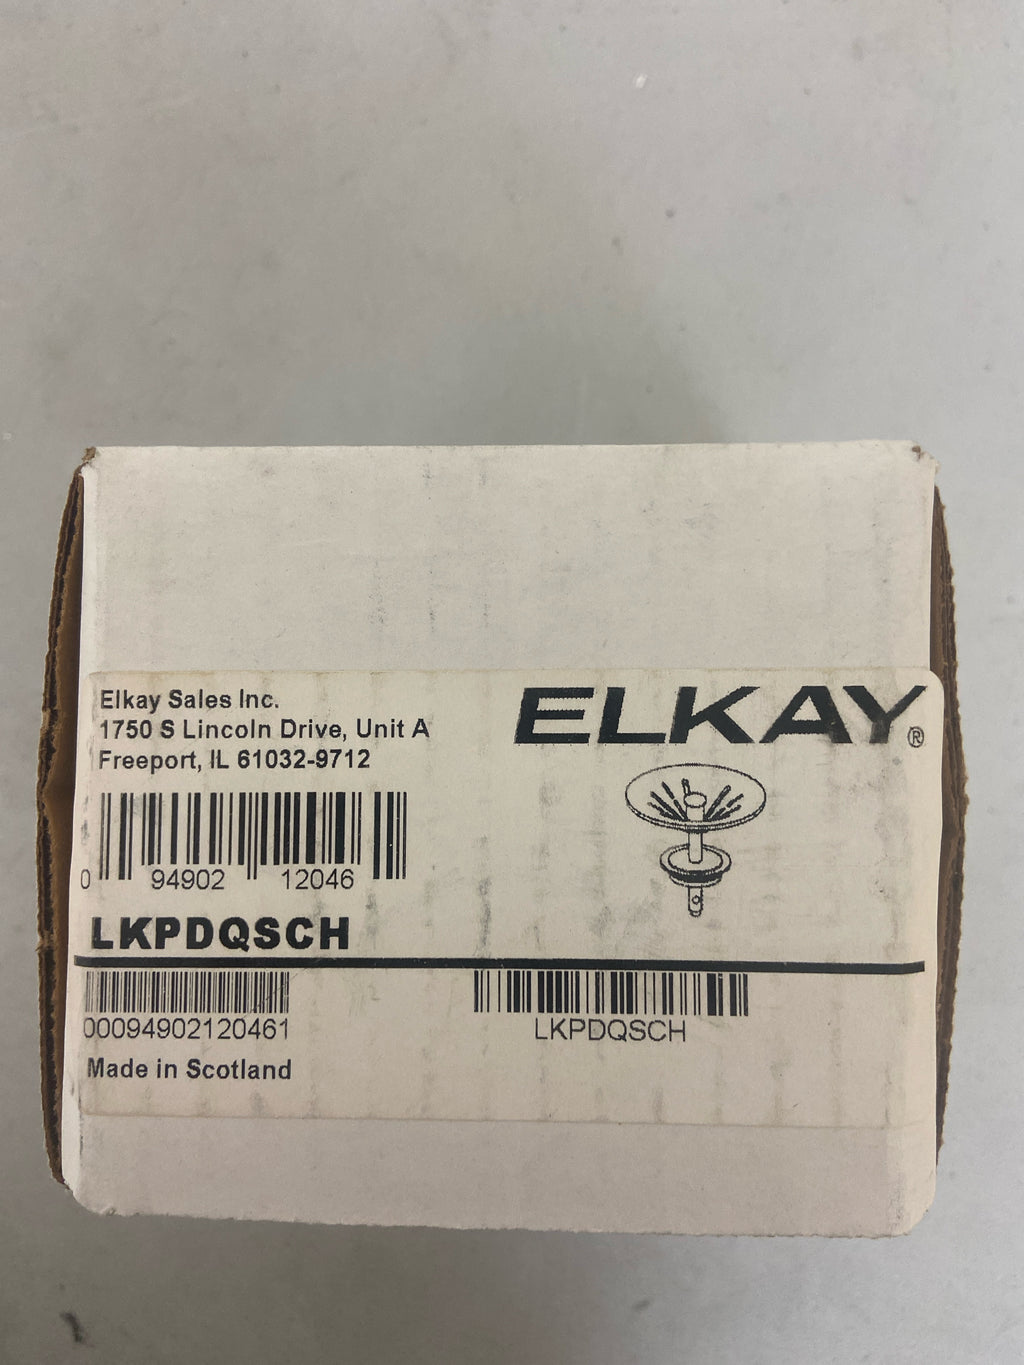 Elkay Sales Inc.
1750 S Lincoln Drive, Unit A
Freeport, IL 61032-9712
ELKAY®
0 94902 12046
LKPDQSCH
00094902120461
LKPDQSCH
Made in Scotland